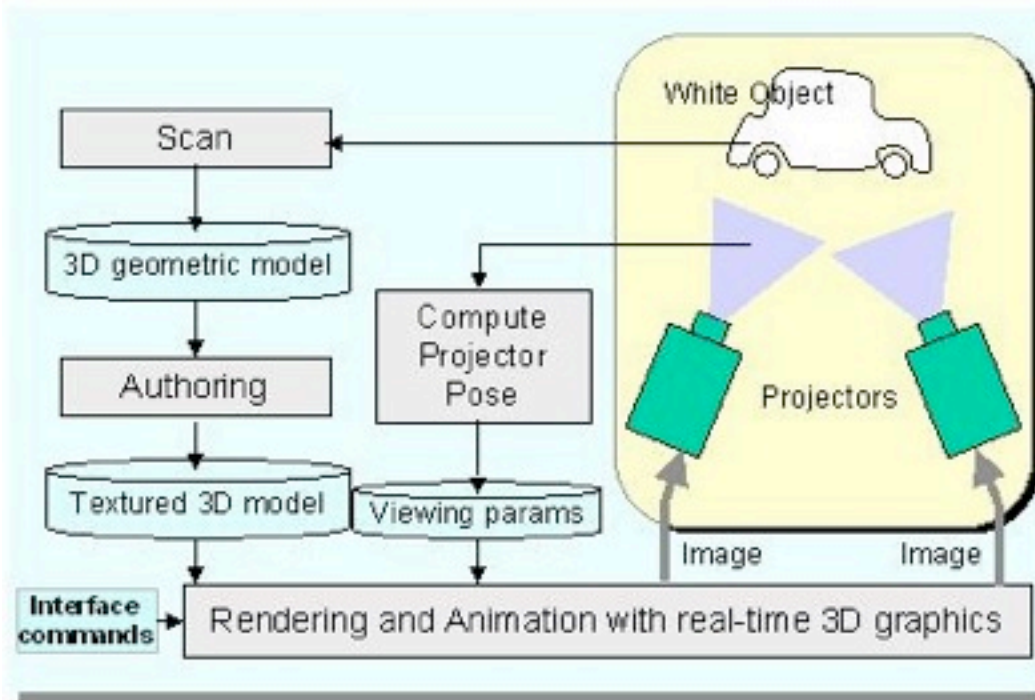 White Object
Scan
3D geometric model
Compute
Projector
Pose
Authoring
Projectors
Textured 3D model
Viewing params
Image
Image
Interface
commands
Rendering and Animation with real-time 3D graphics